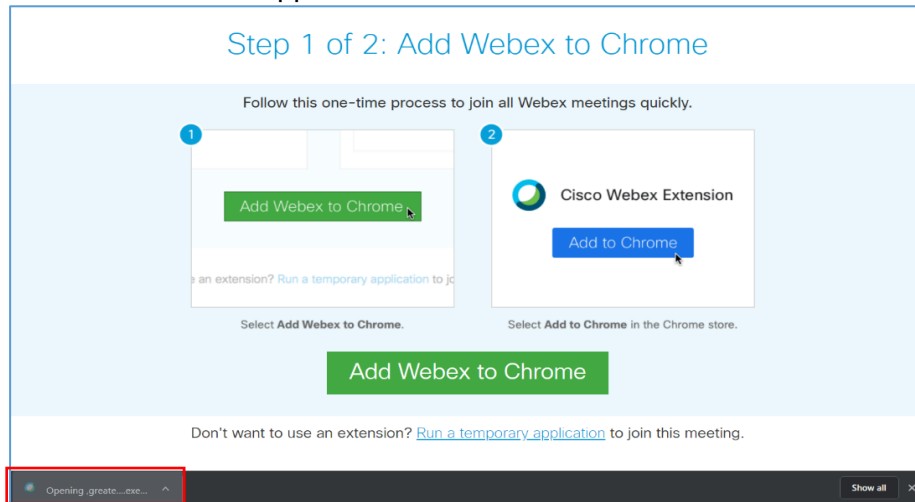 Step 1 of 2: Add Webex to Chrome
Follow this one-time process to join all Webex meetings quickly.
1
Add Webex to Chrome
e an extension? Run a temporary application to jo
Select Add Webex to Chrome.
2
Cisco Webex Extension
Add to Chrome
Select Add to Chrome in the Chrome store.
Add Webex to Chrome
Don't want to use an extension? Run a temporary application to join this meeting.
Opening ,greate....exe...
Show all